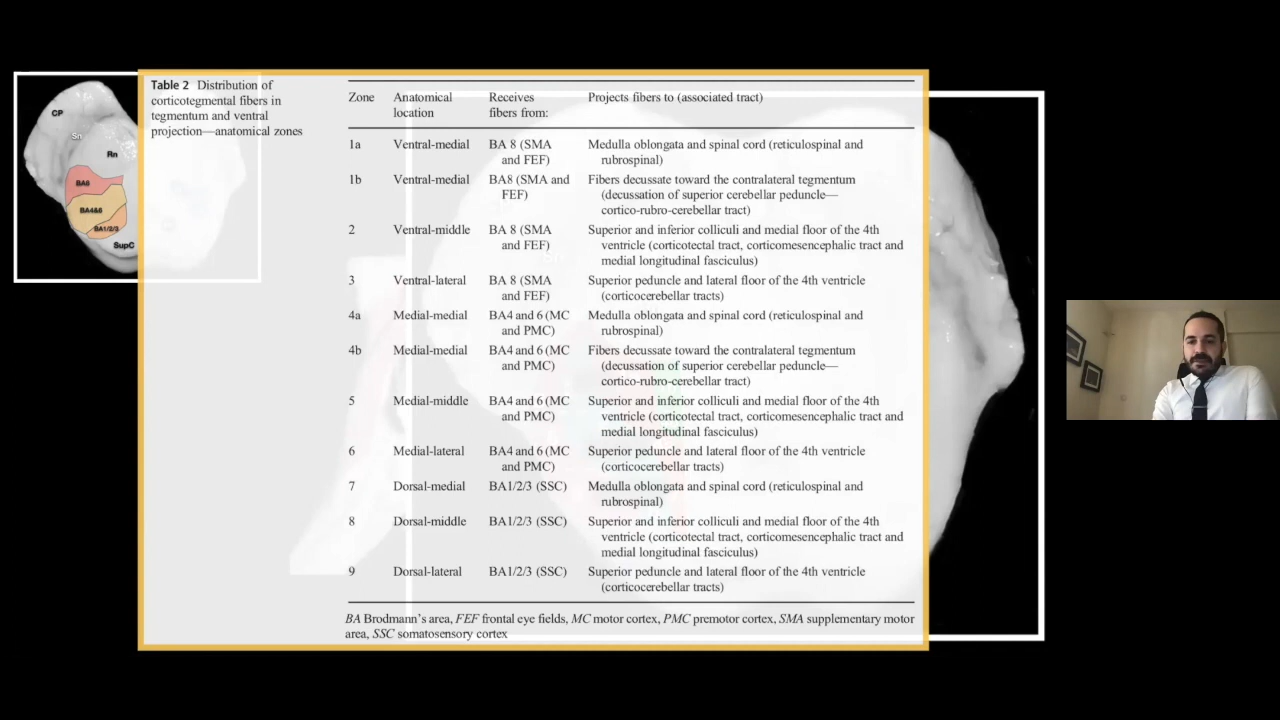 CP
Sn
Rn
BA8
BA4&6
BA1/2/3
SupC
Table 2 Distribution of
corticotegmental fibers in
tegmentum and ventral
projection—anatomical zones
Zone Anatomical location Receives fibers from: Projects fibers to (associated tract)
1a Ventral-medial BA 8 (SMA Medulla oblongata and spinal cord (reticulospinal and
and FEF) rubrospinal)
1b Ventral-medial BA8 (SMA and Fibers decussate toward the contralateral tegmentum
FEF) (decussation of superior cerebellar peduncle—
cortico-rubro-cerebellar tract)
2 Ventral-middle BA 8 (SMA Superior and inferior colliculi and medial floor of the 4th
and FEF) ventricle (corticotectal tract, corticomesencephalic tract and
medial longitudinal fasciculus)
3 Ventral-lateral BA 8 (SMA Superior peduncle and lateral floor of the 4th ventricle
and FEF) (corticocerebellar tracts)
4a Medial-medial BA4 and 6 (MC Medulla oblongata and spinal cord (reticulospinal and
and PMC) rubrospinal)
4b Medial-medial BA4 and 6 (MC Fibers decussate toward the contralateral tegmentum
and PMC) (decussation of superior cerebellar peduncle—
cortico-rubro-cerebellar tract)
5 Medial-middle BA4 and 6 (MC Superior and inferior colliculi and medial floor of the 4th
and PMC) ventricle (corticotectal tract, corticomesencephalic tract and
medial longitudinal fasciculus)
6 Medial-lateral BA4 and 6 (MC Superior peduncle and lateral floor of the 4th ventricle
and PMC) (corticocerebellar tracts)
7 Dorsal-medial BA1/2/3 (SSC) Medulla oblongata and spinal cord (reticulospinal and
rubrospinal)
8 Dorsal-middle BA1/2/3 (SSC) Superior and inferior colliculi and medial floor of the 4th
ventricle (corticotectal tract, corticomesencephalic tract and
medial longitudinal fasciculus)
9 Dorsal-lateral BA1/2/3 (SSC) Superior peduncle and lateral floor of the 4th ventricle
(corticocerebellar tracts)
BA Brodmann's area, FEF frontal eye fields, MC motor cortex, PMC premotor cortex, SMA supplementary motor
area, SSC somatosensory cortex